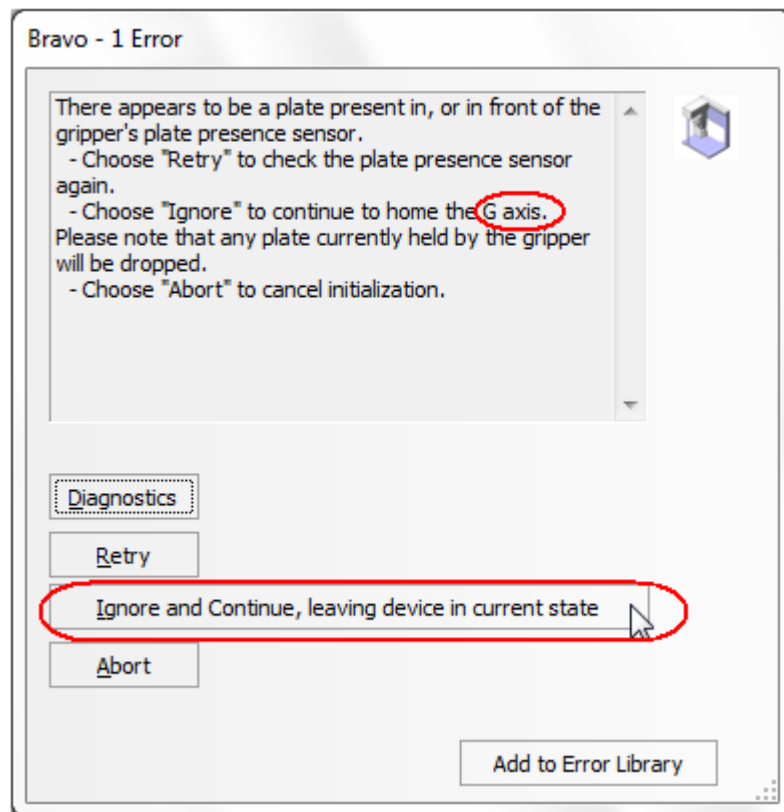 Bravo - 1 Error
There appears to be a plate present in, or in front of the
gripper's plate presence sensor.
- Choose "Retry" to check the plate presence sensor
again.
- Choose "Ignore" to continue to home the G axis.
Please note that any plate currently held by the gripper
will be dropped.
- Choose "Abort" to cancel initialization.
Diagnostics
Retry
Ignore and Continue, leaving device in current state
Abort
Add to Error Library